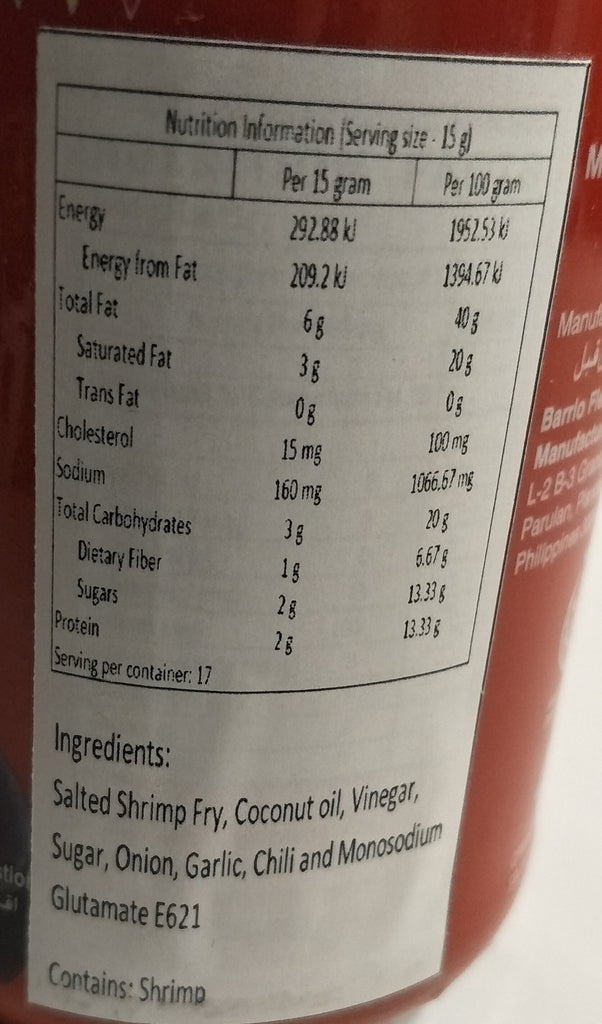 Nutrition Information (Serving size - 15 g)
Per 15 gram Per 100 gram
Energy 292.88 kJ 1952.53 kJ
Energy from Fat 209.2 kJ 1394.67 kJ
Total Fat 6 g 40 g
Saturated Fat 3 g 20 g
Trans Fat 0 g 0 g
Cholesterol 15 mg 100 mg
Sodium 160 mg 1066.67 mg
Total Carbohydrates 3 g 20 g
Dietary Fiber 1 g 6.67 g
Sugars 2 g 13.33 g
Protein 2 g 13.33 g
Serving per container: 17
Ingredients:
Salted Shrimp Fry, Coconut oil, Vinegar,
Sugar, Onion, Garlic, Chili and Monosodium
Glutamate E621
Contains: Shrimp
Barrio
L-2 B-3
Parulan,